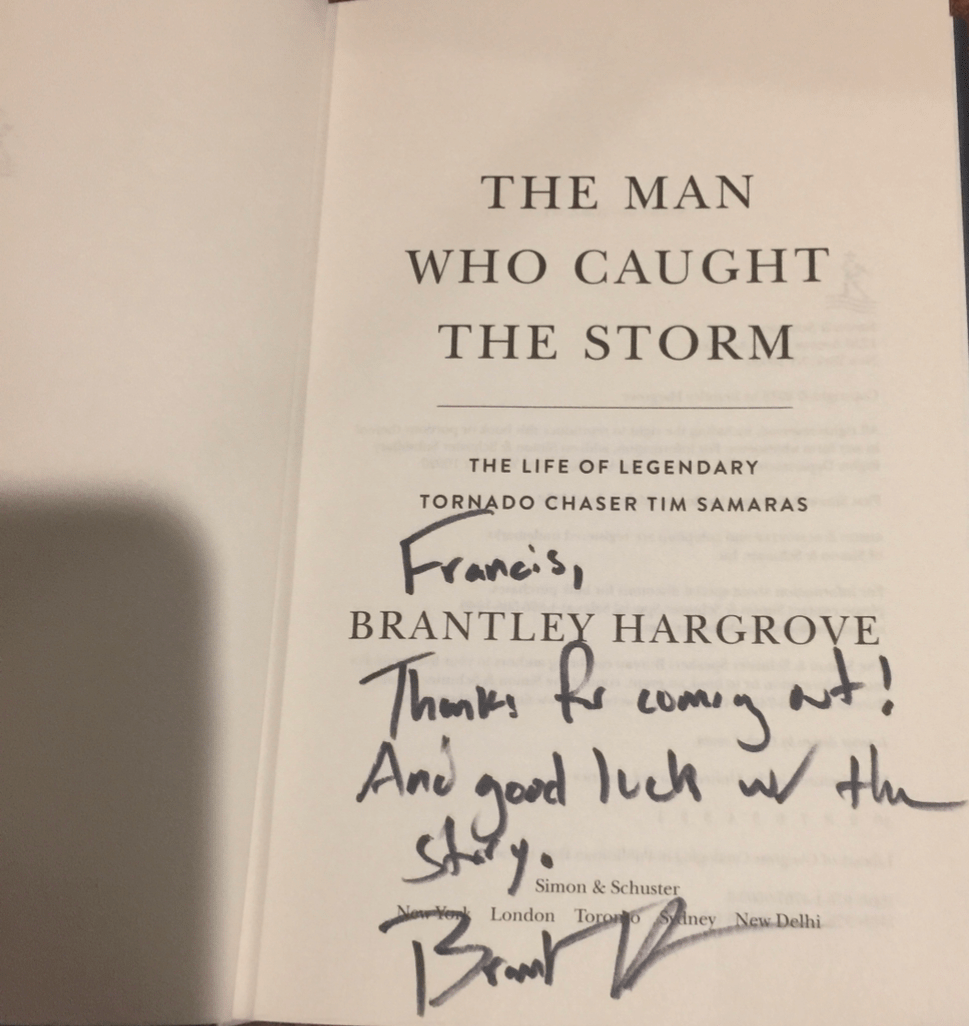 THE MAN
WHO CAUGHT
THE STORM
THE LIFE OF LEGENDARY
TORNADO CHASER TIM SAMARAS
Francis,
BRANTLEY HARGROVE
Thanks for coming out!
And good luck w/ the
story.
Simon & Schuster
New York London Toronto Sydney New Delhi
Brant